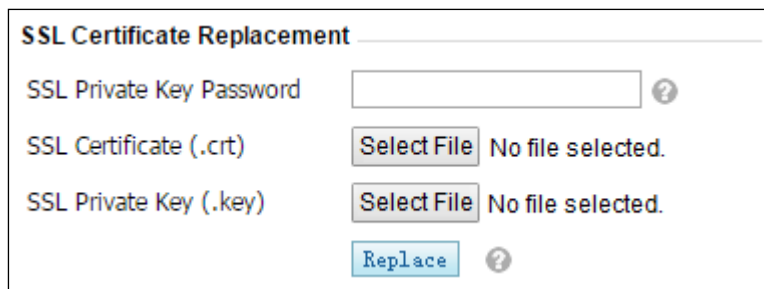 SSL Certificate Replacement
SSL Private Key Password
SSL Certificate (.crt) Select File No file selected.
SSL Private Key (.key) Select File No file selected.
Replace